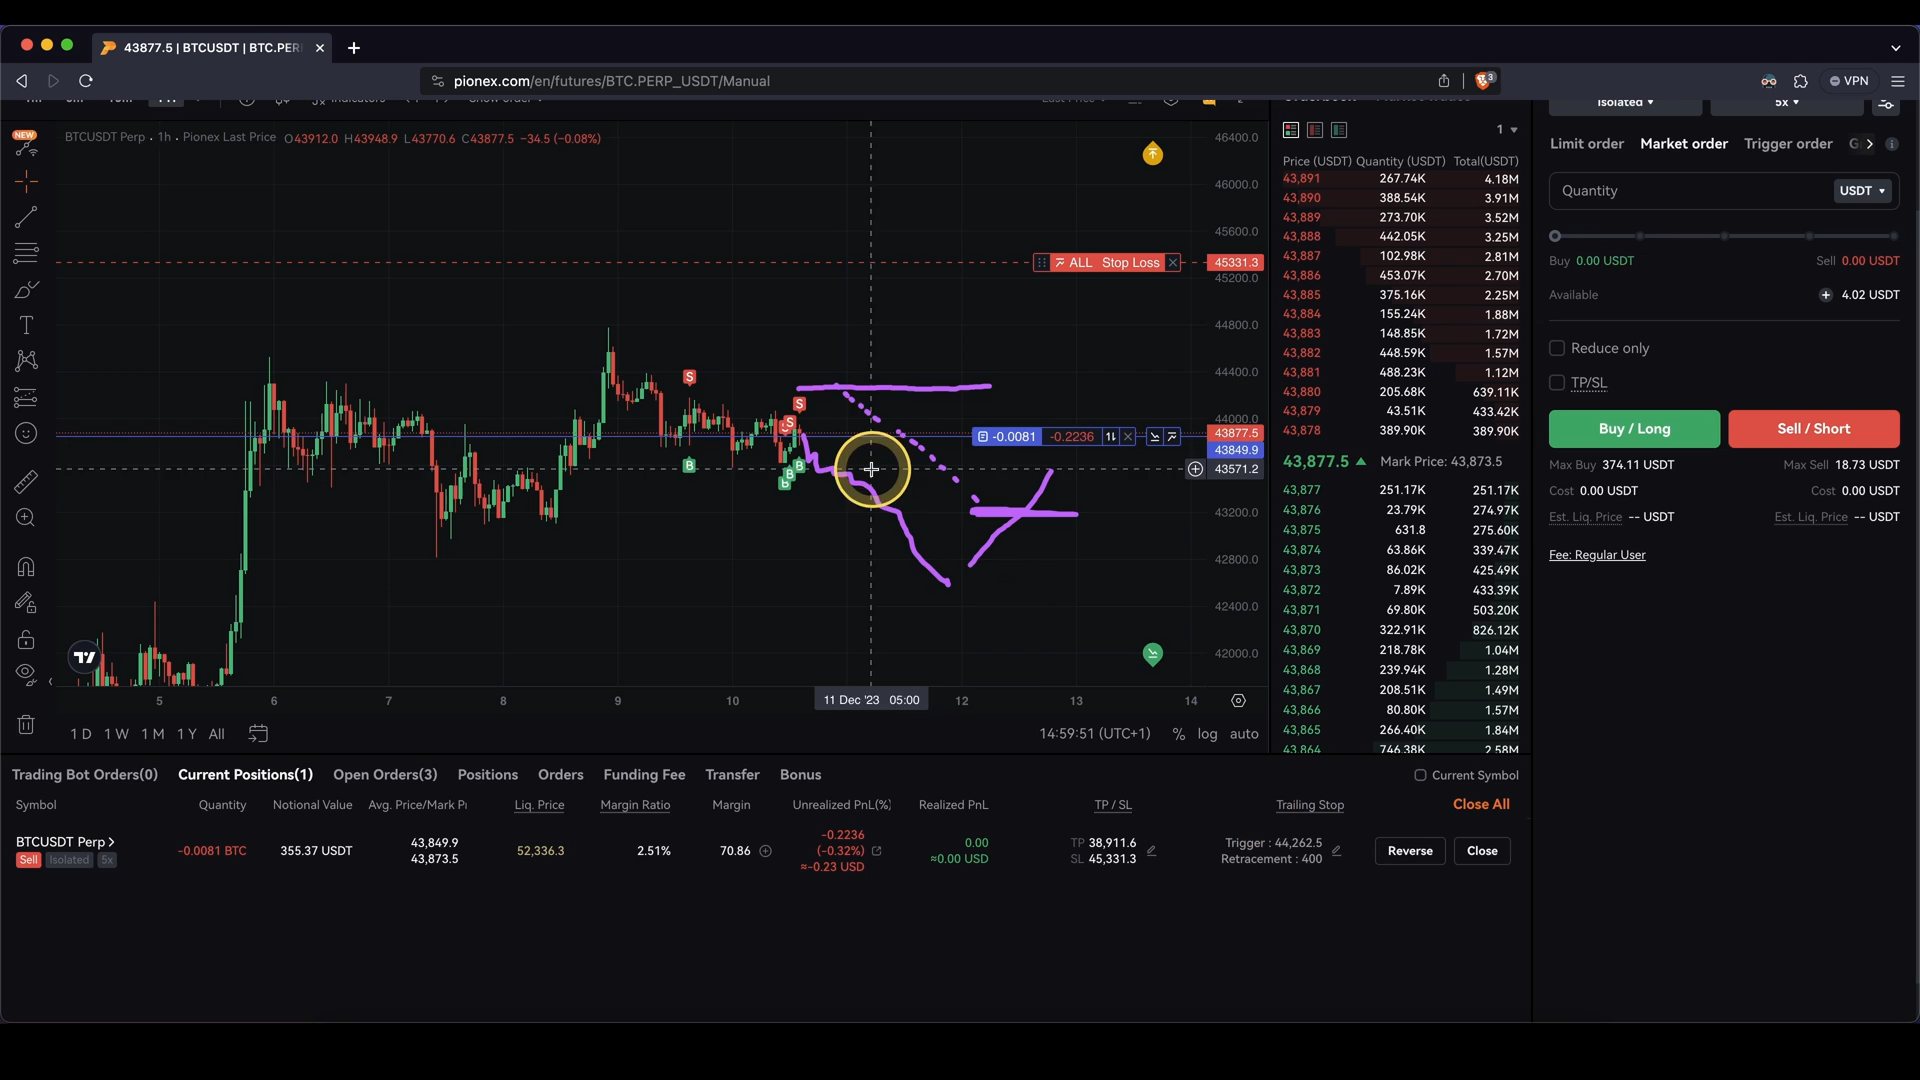 43877.5 | BTCUSDT | BTC.PER
pionex.com/en/futures/BTC.PERP_USDT/Manual
3
VPN
Indicators
Show order
Last Price
Isolated
5x
NEW
BTCUSDT Perp · 1h · Pionex Last Price O43912.0 H43948.9 L43770.6 C43877.5 −34.5 (−0.08%)
46400.0
46000.0
45600.0
45331.3
45200.0
44800.0
44400.0
44000.0
43877.5
43849.9
43571.2
43200.0
42800.0
42400.0
42000.0
ALL Stop Loss
S
S
S
B
B
B
B
-0.0081 -0.2236
5 6 7 8 9 10 11 Dec '23 05:00 12 13 14
1 D 1 W 1 M 1 Y All
14:59:51 (UTC+1) % log auto
1
Price (USDT) Quantity (USDT) Total(USDT)
43,891 267.74K 4.18M
43,890 388.54K 3.91M
43,889 273.70K 3.52M
43,888 442.05K 3.25M
43,887 102.98K 2.81M
43,886 453.07K 2.70M
43,885 375.16K 2.25M
43,884 155.24K 1.88M
43,883 148.85K 1.72M
43,882 448.59K 1.57M
43,881 488.23K 1.12M
43,880 205.68K 639.11K
43,879 43.51K 433.42K
43,878 389.90K 389.90K
43,877.5 Mark Price: 43,873.5
43,877 251.17K 251.17K
43,876 23.79K 274.97K
43,875 631.8 275.60K
43,874 63.86K 339.47K
43,873 86.02K 425.49K
43,872 7.89K 433.39K
43,871 69.80K 503.20K
43,870 322.91K 826.12K
43,869 218.78K 1.04M
43,868 239.94K 1.28M
43,867 208.51K 1.49M
43,866 80.80K 1.57M
43,865 266.40K 1.84M
43,864 746.38K 2.58M
Limit order Market order Trigger order G
Quantity USDT
Buy 0.00 USDT Sell 0.00 USDT
Available 4.02 USDT
Reduce only
TP/SL
Buy / Long Sell / Short
Max Buy 374.11 USDT Max Sell 18.73 USDT
Cost 0.00 USDT Cost 0.00 USDT
Est. Liq. Price -- USDT Est. Liq. Price -- USDT
Fee: Regular User
Trading Bot Orders(0) Current Positions(1) Open Orders(3) Positions Orders Funding Fee Transfer Bonus Current Symbol
Symbol Quantity Notional Value Avg. Price/Mark Pr Liq. Price Margin Ratio Margin Unrealized PnL(%) Realized PnL TP / SL Trailing Stop Close All
BTCUSDT Perp
Sell Isolated 5x
-0.0081 BTC
355.37 USDT
43,849.9
43,873.5
52,336.3
2.51%
70.86
-0.2236
(-0.32%)
≈-0.23 USD
0.00
≈0.00 USD
TP 38,911.6
SL 45,331.3
Trigger : 44,262.5
Retracement : 400
Reverse
Close